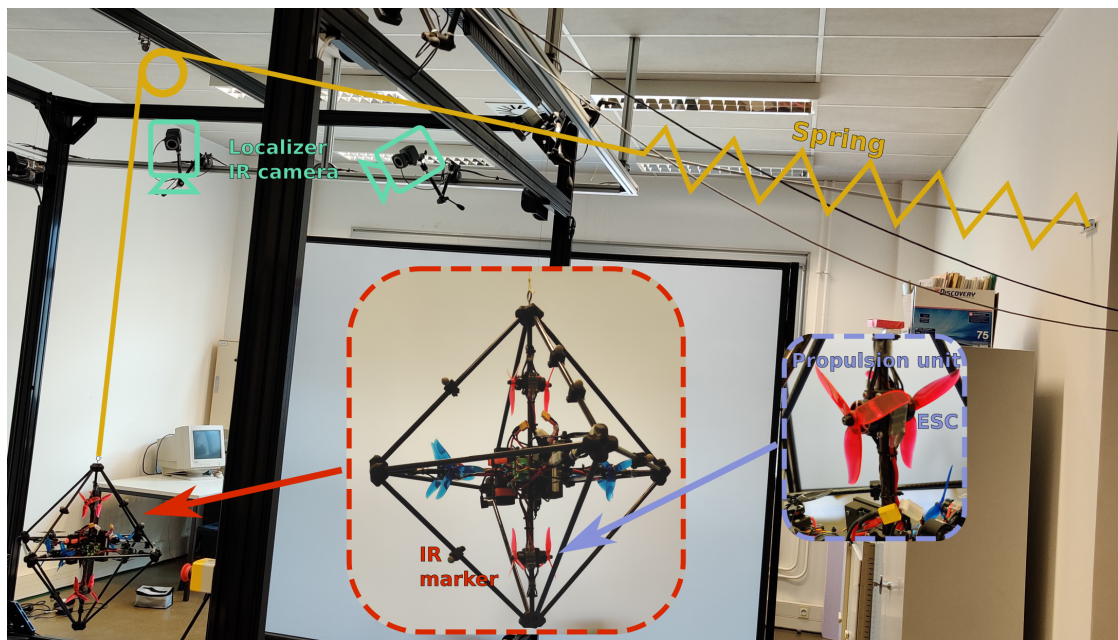 Spring
Localizer
IR camera
DISCOVERY
75
Propulsion unit
ESC
IR
marker